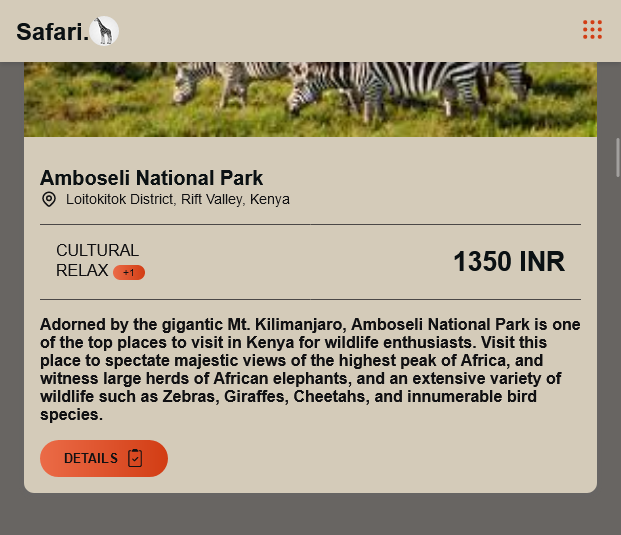 Safari.
Amboseli National Park
Loitokitok District, Rift Valley, Kenya
CULTURAL
RELAX +1
1350 INR
Adorned by the gigantic Mt. Kilimanjaro, Amboseli National Park is one
of the top places to visit in Kenya for wildlife enthusiasts. Visit this
place to spectate majestic views of the highest peak of Africa, and
witness large herds of African elephants, and an extensive variety of
wildlife such as Zebras, Giraffes, Cheetahs, and innumerable bird
species.
DETAILS